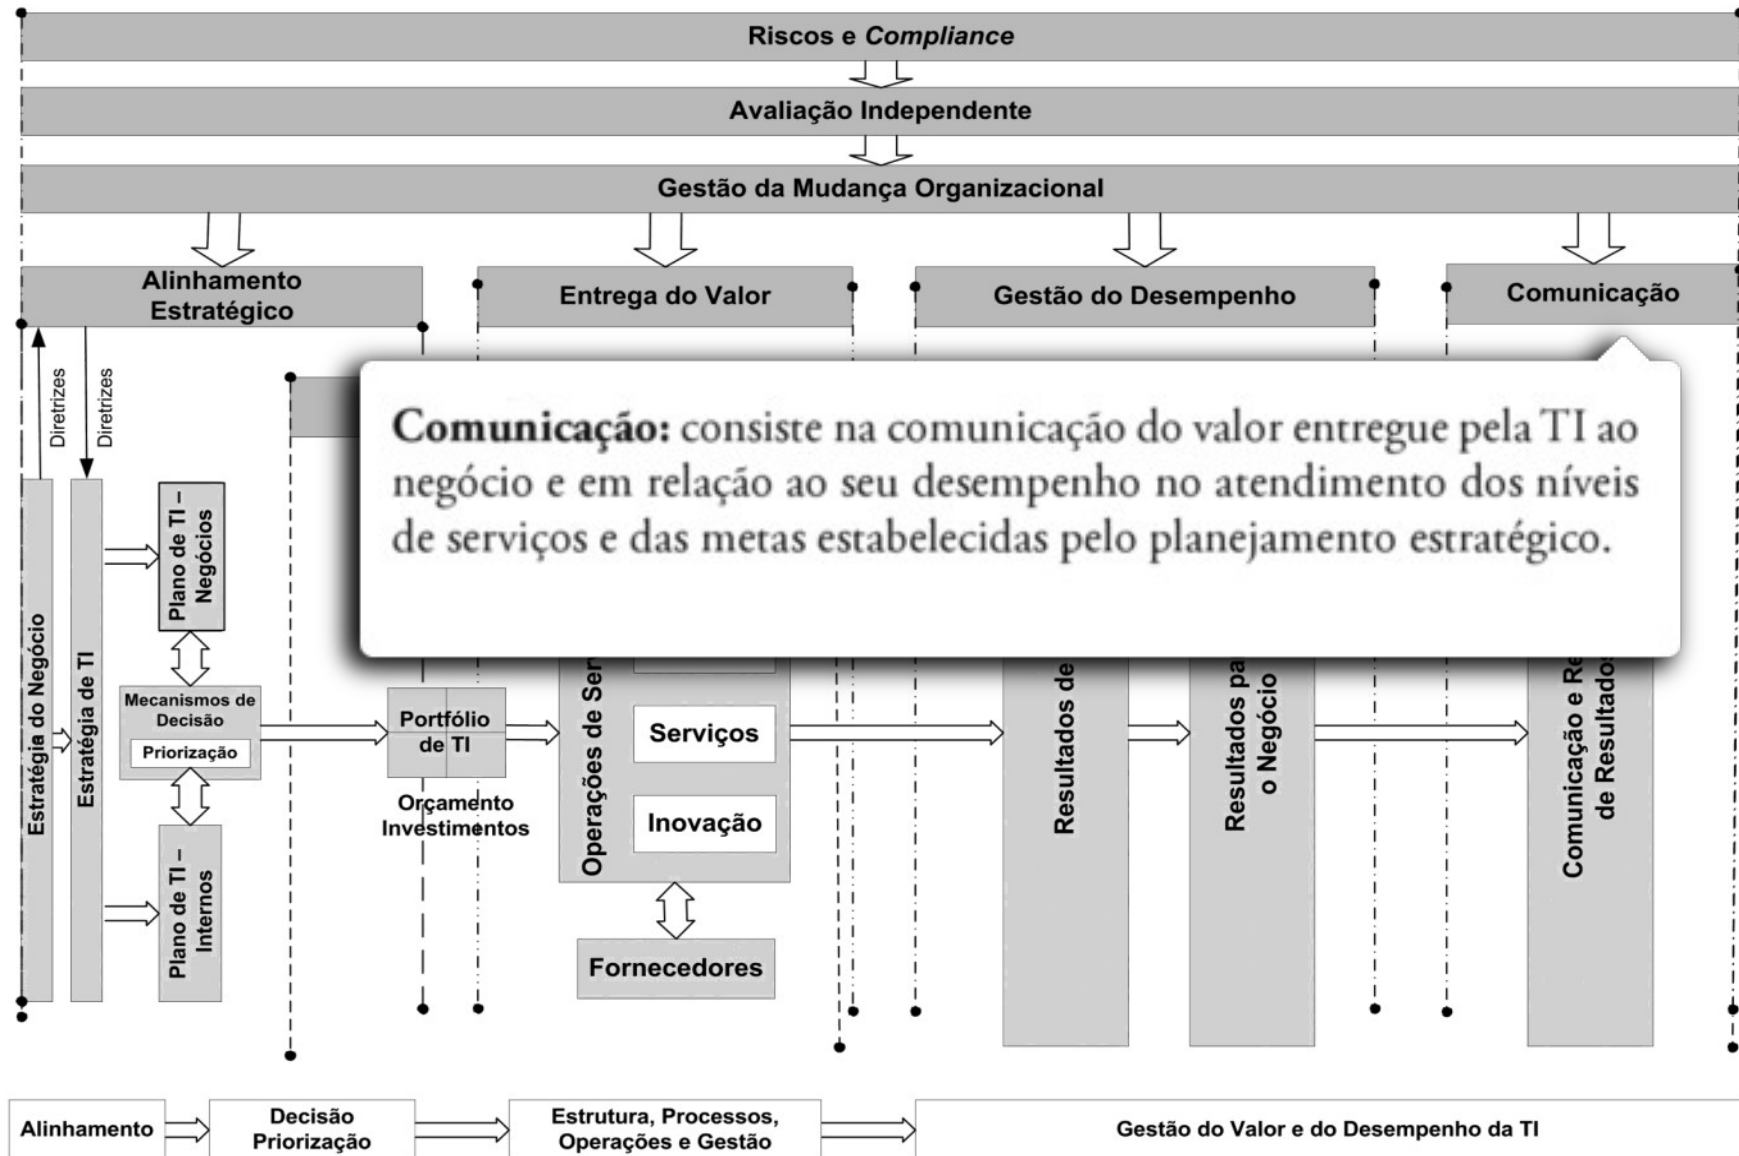 Riscos e Compliance
Avaliação Independente
Gestão da Mudança Organizacional
Alinhamento
Estratégico
Entrega do Valor
Gestão do Desempenho
Comunicação
Diretrizes
Diretrizes
Comunicação: consiste na comunicação do valor entregue pela TI ao
negócio e em relação ao seu desempenho no atendimento dos níveis
de serviços e das metas estabelecidas pelo planejamento estratégico.
Estratégia do Negócio
Estratégia de TI
Plano de TI –
Negócios
Mecanismos de
Decisão
Priorização
Plano de TI –
Internos
Portfólio
de TI
Orçamento
Investimentos
Operações de
Serviços
Inovação
Fornecedores
Resultados de
Resultados
o Negócio
Comunicação e
de Resultados
Alinhamento
Decisão
Priorização
Estrutura, Processos,
Operações e Gestão
Gestão do Valor e do Desempenho da TI